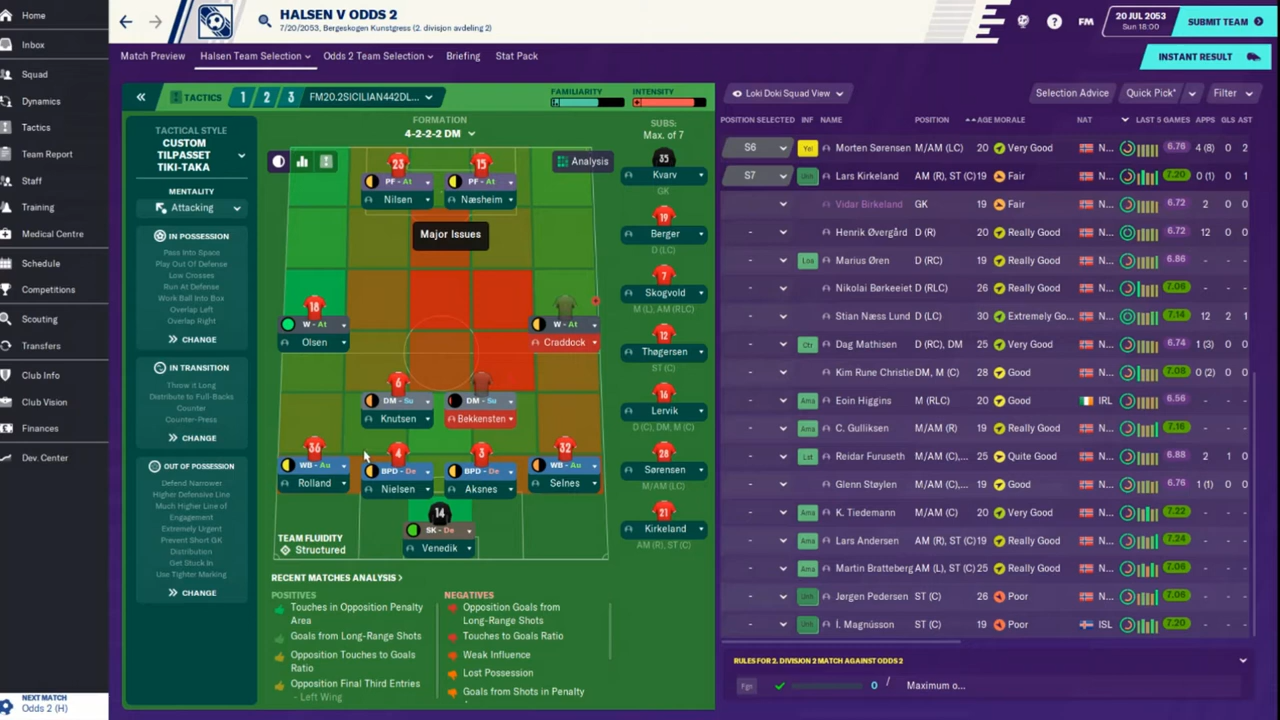 HALSEN V ODDS 2
7/20/2053, Bergeskogen Kunstgress (2. divisjon avdeling 2)
FM
20 JUL 2053
Sun 18:00
SUBMIT TEAM
Home
Inbox
Squad
Dynamics
Tactics
Team Report
Staff
Training
Medical Centre
Schedule
Competitions
Scouting
Transfers
Club Info
Club Vision
Finances
Dev. Center
NEXT MATCH
Odds 2 (H)
Match Preview
Halsen Team Selection
Odds 2 Team Selection
Briefing
Stat Pack
INSTANT RESULT
TACTICS
1 2 3
FM20.2SICILIAN442DL...
FAMILIARITY
INTENSITY
TACTICAL STYLE
CUSTOM
TILPASSET
TIKI-TAKA
MENTALITY
Attacking
IN POSSESSION
Pass Into Space
Play Out Of Defense
Low Crosses
Run At Defense
Work Ball Into Box
Overlap Left
Overlap Right
CHANGE
IN TRANSITION
Throw it Long
Distribute to Full-Backs
Counter
Counter-Press
CHANGE
OUT OF POSSESSION
Defend Narrower
Higher Defensive Line
Much Higher Line of
Engagement
Extremely Urgent
Prevent Short GK
Distribution
Get Stuck In
Use Tighter Marking
CHANGE
FORMATION
4-2-2-2 DM
Analysis
23
PF - At
Nilsen
15
PF - At
Næsheim
Major Issues
18
W - At
Olsen
W - At
Craddock
6
DM - Su
Knutsen
DM - Su
Bekkensten
36
WB - Au
Rolland
4
BPD - De
Nielsen
3
BPD - De
Aksnes
32
WB - Au
Selnes
14
SK - De
Venedik
TEAM FLUIDITY
Structured
SUBS:
Max. of 7
35
Kvarv
GK
19
Berger
D (LC)
7
Skogvold
M (L), AM (RLC)
12
Thøgersen
ST (C)
16
Lervik
D (C), DM, M (C)
28
Sørensen
M/AM (LC)
21
Kirkeland
AM (R), ST (C)
RECENT MATCHES ANALYSIS >
POSITIVES
Touches in Opposition Penalty
Area
Goals from Long-Range Shots
Opposition Touches to Goals
Ratio
Opposition Final Third Entries
- Left Wing
NEGATIVES
Opposition Goals from
Long-Range Shots
Touches to Goals Ratio
Weak Influence
Lost Possession
Goals from Shots in Penalty
Loki Doki Squad View
Selection Advice
Quick Pick*
Filter
POSITION SELECTED INF NAME POSITION AGE MORALE NAT LAST 5 GAMES APPS GLS AST
S6 Yel Morten Sørensen M/AM (LC) 20 Very Good N... 6.76 4 (8) 0 2
S7 Unh Lars Kirkeland AM (R), ST (C) 19 Fair N... 7.20 0 (1) 0 1
- Vidar Birkeland GK 19 Fair N... 6.72 2 0 0
- Henrik Øvergård D (R) 20 Really Good N... 6.72 12 0 0
- Loa Marius Øren D (RC) 19 Really Good N... 6.86 - - -
- Nikolai Børkeeiet D (RLC) 26 Really Good N... 7.06 - - -
- Stian Næss Lund D (LC) 30 Extremely Go... N... 7.14 12 2 1
- Ctr Dag Mathisen D (RC), DM 25 Very Good N... 6.74 1 (3) 0 0
- Kim Rune Christie DM, M (C) 28 Good N... 7.08 0 (2) 0 0
- Ama Eoin Higgins M (RLC) 20 Good IRL 6.56 - - -
- Ama C. Gulliksen M/AM (R) 19 Good N... 7.16 - - -
- Lst Reidar Furuseth M/AM (C),... 25 Quite Good N... 6.88 2 1 0
- Glenn Støylen M/AM (C),... 19 Good N... 6.76 1 (1) 0 0
- Ama K. Tiedemann M/AM (C) 20 Very Good N... 7.22 - - -
- Ama Lars Andersen AM (R), ST (C) 19 Really Good N... 7.24 - - -
- Ama Martin Bratteberg AM (L), ST (C) 25 Really Good N... 7.06 - - -
- Unh Jørgen Pedersen ST (C) 26 Poor N... 7.06 - - -
- Unh Í. Magnússon ST (C) 19 Poor ISL 7.20 - - -
RULES FOR 2. DIVISION 2 MATCH AGAINST ODDS 2
Fgn 0 / Maximum o...